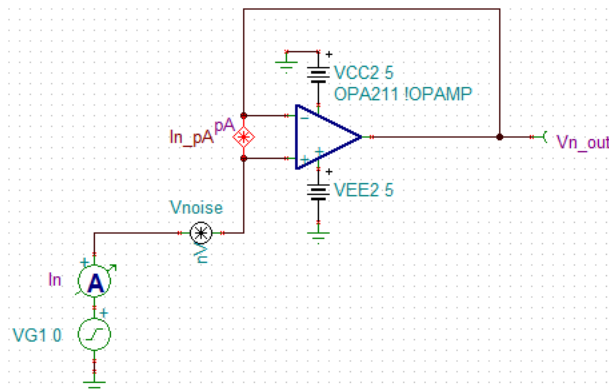 VCC2 5
OPA211 !OPAMP
pA
In_pA
Vn_out
VEE2 5
Vnoise
nV
In
A
VG1 0